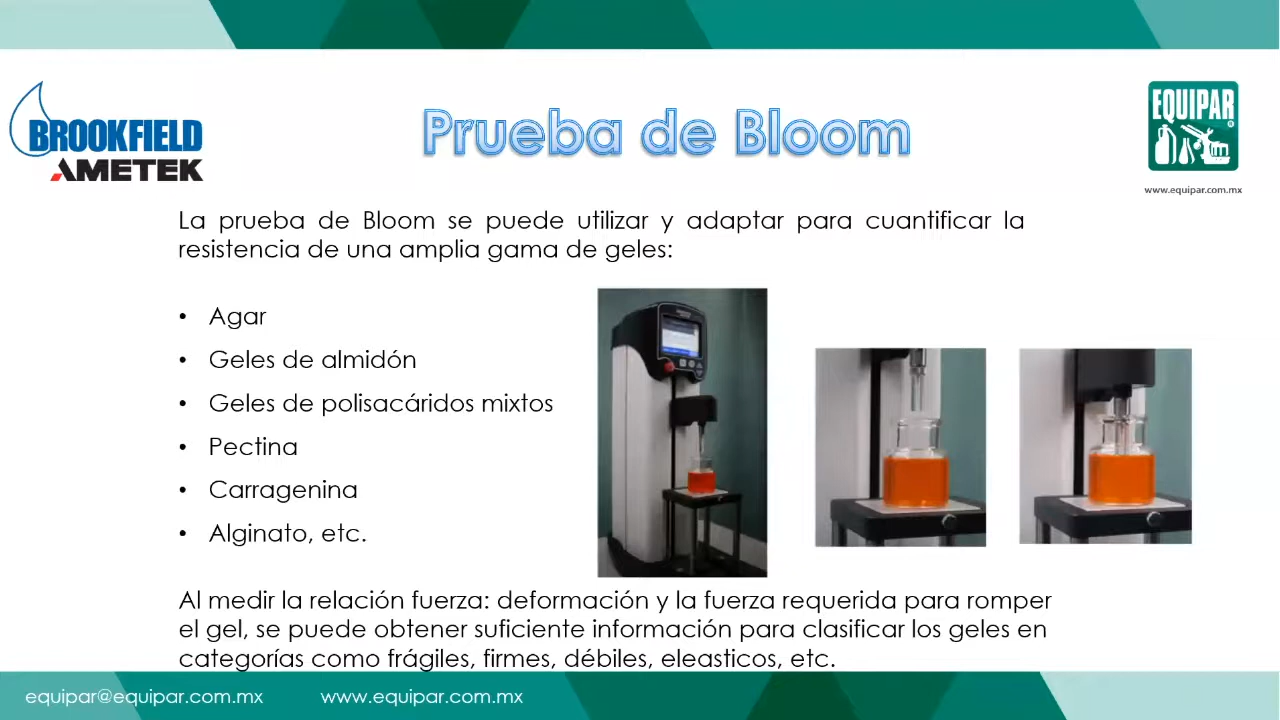 BROOKFIELD
AMETEK
Prueba de Bloom
EQUIPAR
®
www.equipar.com.mx
La prueba de Bloom se puede utilizar y adaptar para cuantificar la
resistencia de una amplia gama de geles:
• Agar
• Geles de almidón
• Geles de polisacáridos mixtos
• Pectina
• Carragenina
• Alginato, etc.
Al medir la relación fuerza: deformación y la fuerza requerida para romper
el gel, se puede obtener suficiente información para clasificar los geles en
categorías como frágiles, firmes, débiles, eleasticos, etc.
equipar@equipar.com.mx www.equipar.com.mx